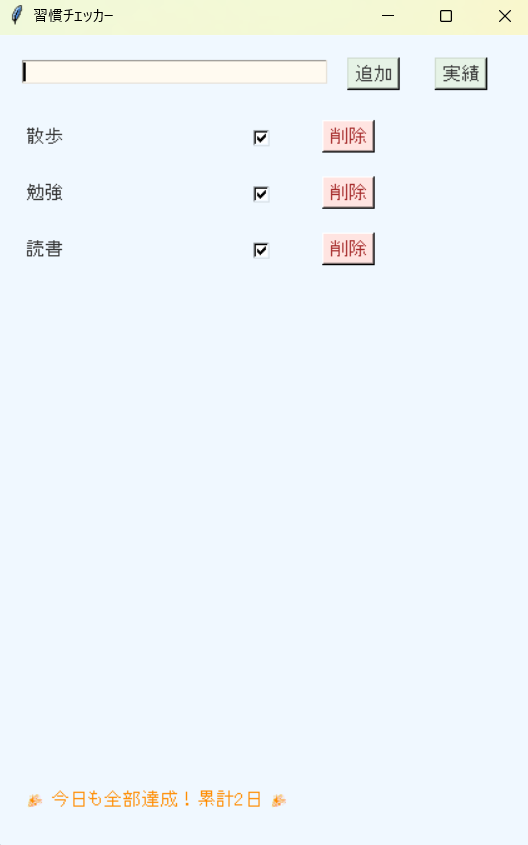 習慣チェッカー
追加 実績
散歩 削除
勉強 削除
読書 削除
🎉 今日も全部達成！累計2日 🎉